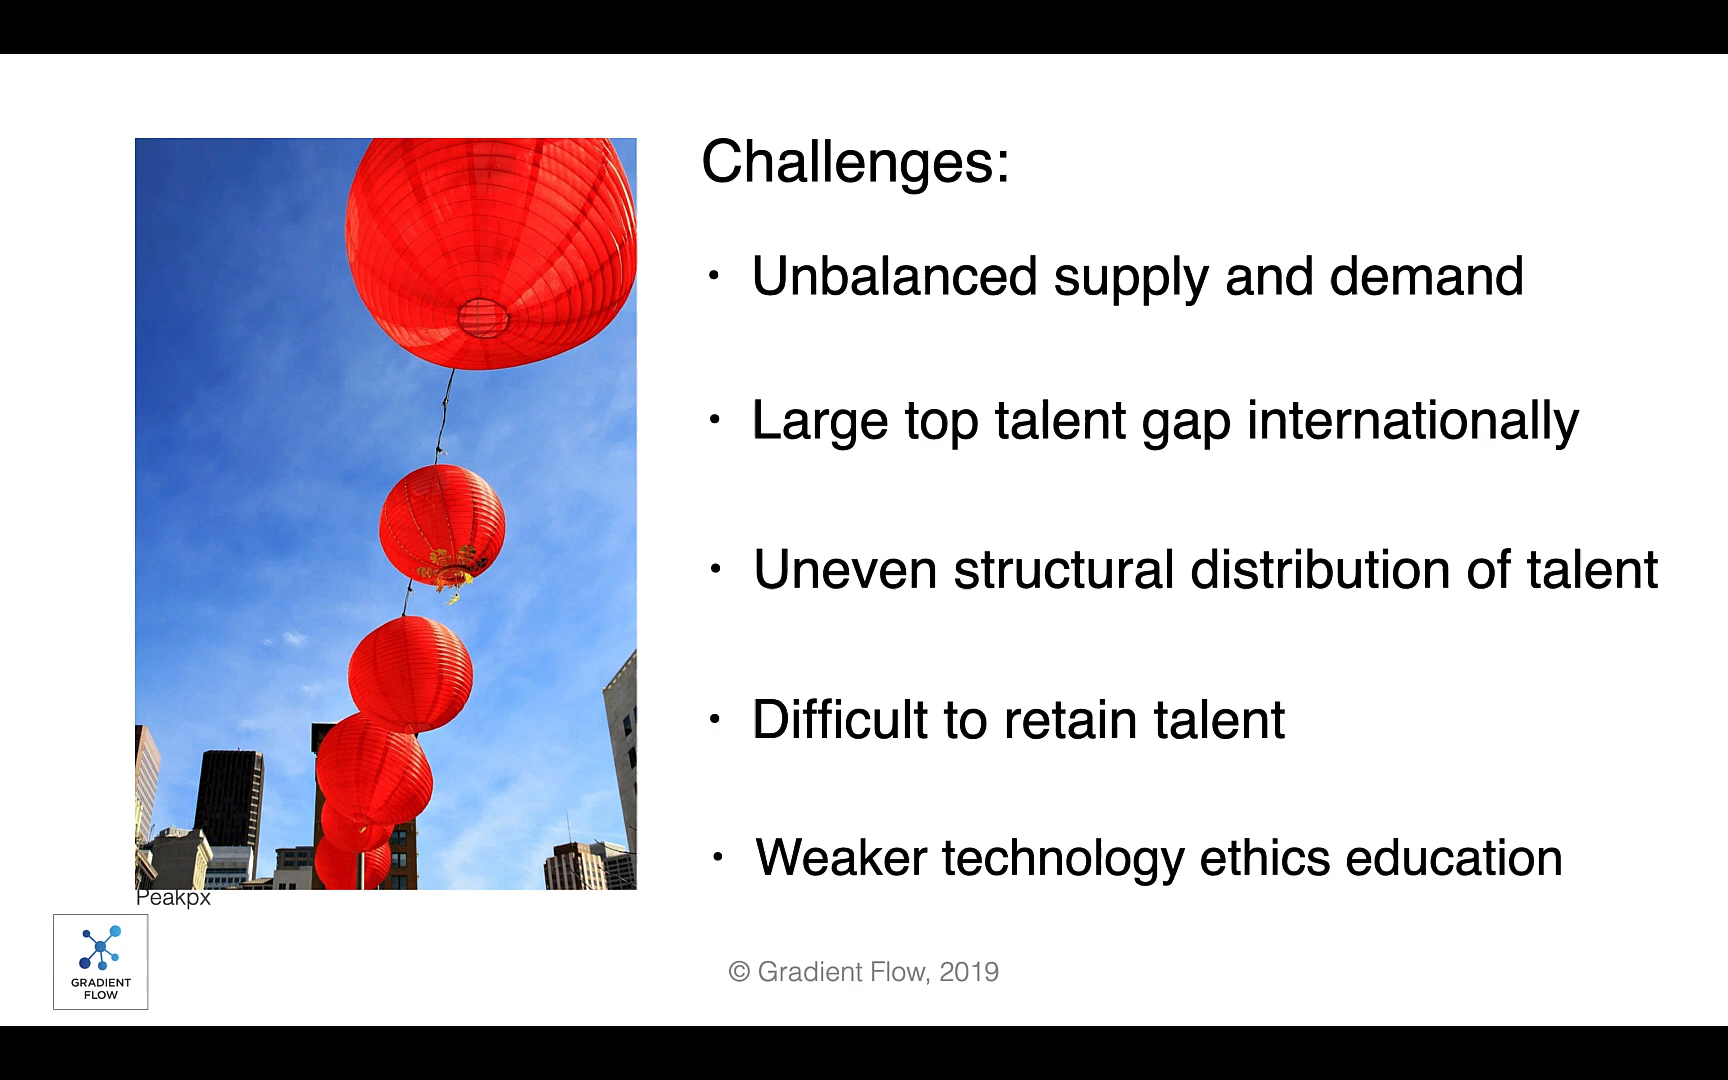 Challenges:
• Unbalanced supply and demand
• Large top talent gap internationally
• Uneven structural distribution of talent
• Difficult to retain talent
• Weaker technology ethics education
Peakpx
GRADIENT
FLOW
© Gradient Flow, 2019